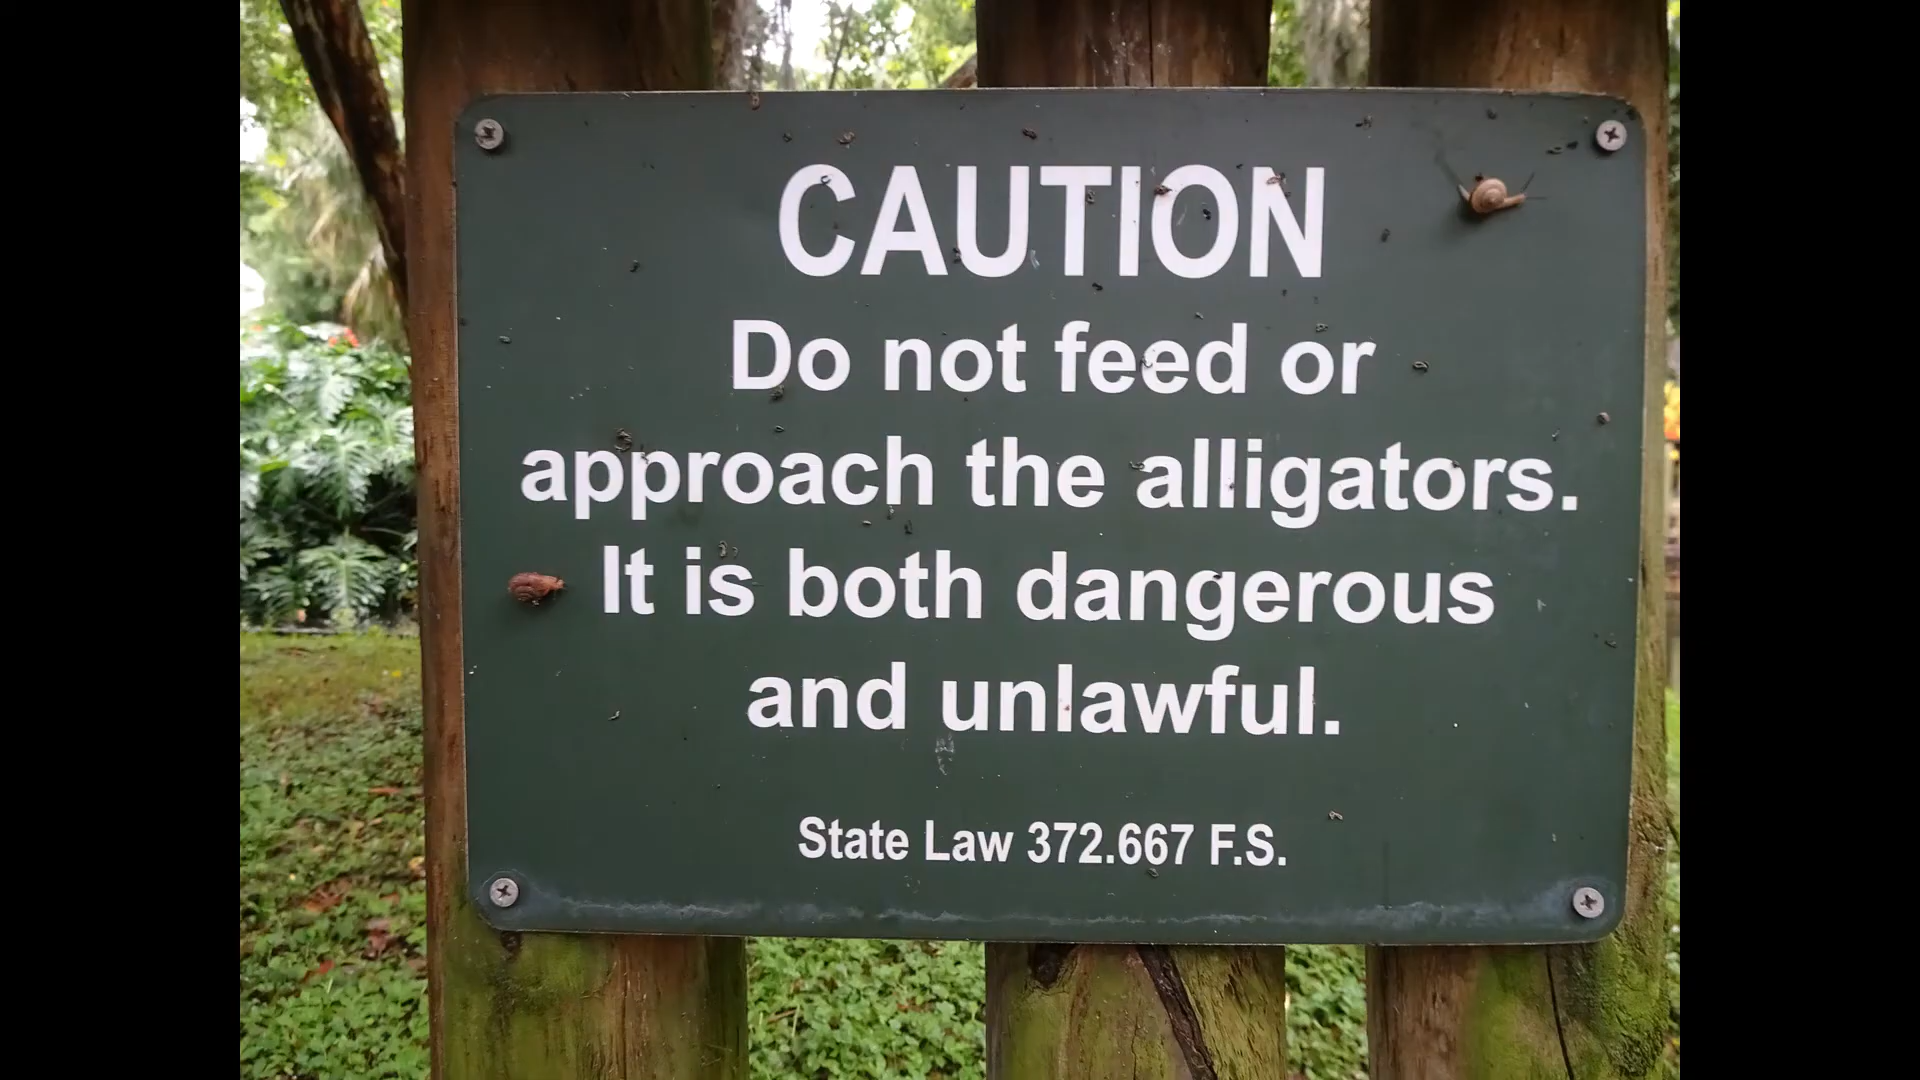 CAUTION
Do not feed or
approach the alligators.
It is both dangerous
and unlawful.
State Law 372.667 F.S.